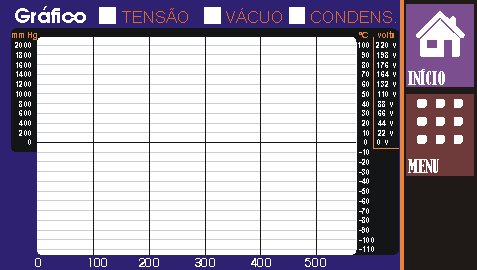 Gráfico TENSÃO VÁCUO CONDENS.
mm Hg ºC volts
2000 100 220 v
1800 90 198 v
1600 80 176 v
1400 70 164 v
1200 60 132 v
1000 50 110 v
800 40 88 v
600 30 66 v
400 20 44 v
200 10 22 v
0 0 0 v
-10
-20
-30
-40
-50
-60
-70
-80
-90
-100
-110
0 100 200 300 400 500
INÍCIO
MENU